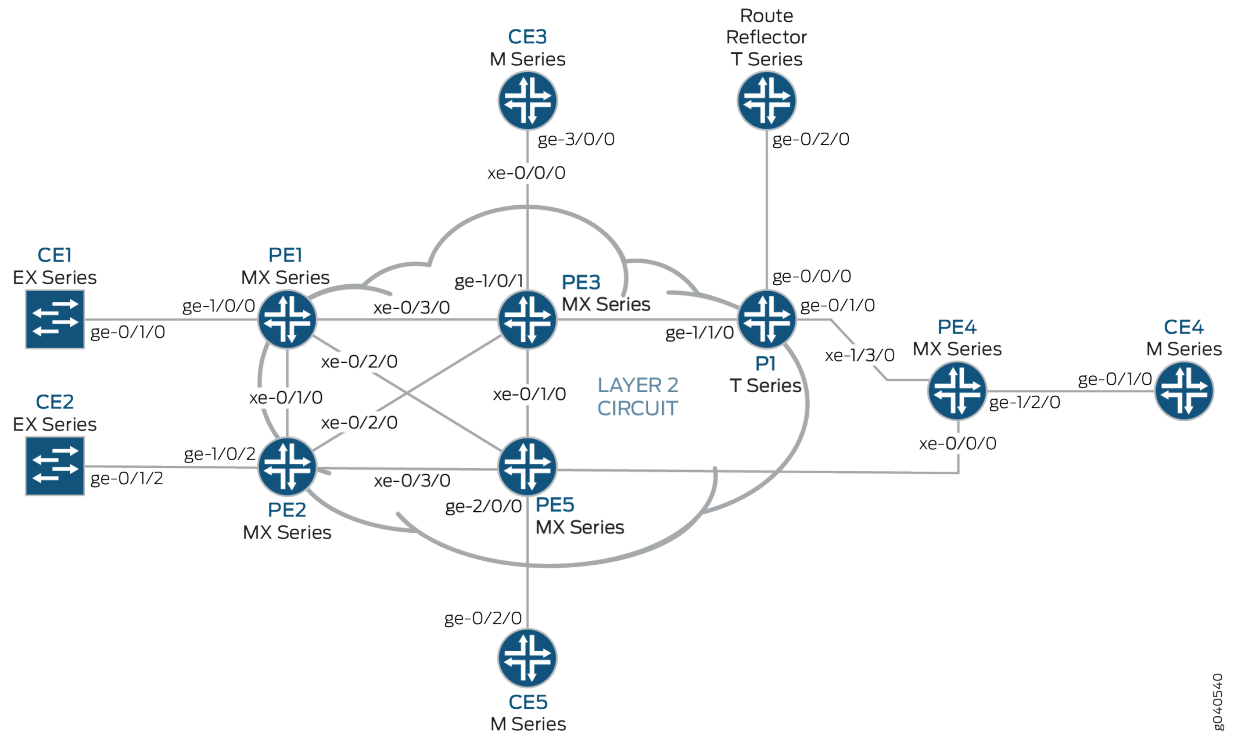 CE3
M Series
Route
Reflector
T Series
ge-3/0/0
ge-0/2/0
xe-0/0/0
CE1
EX Series
PE1
MX Series
ge-1/0/1
PE3
MX Series
ge-0/0/0
ge-1/0/0
xe-0/3/0
ge-0/1/0
ge-0/1/0
ge-1/1/0
PE4
MX Series
CE4
M Series
xe-0/2/0
P1
T Series
xe-1/3/0
LAYER 2
CIRCUIT
ge-0/1/0
xe-0/1/0
xe-0/1/0
ge-1/2/0
CE2
EX Series
xe-0/2/0
xe-0/0/0
ge-1/0/2
ge-0/1/2
xe-0/3/0
PE2
MX Series
ge-2/0/0
PE5
MX Series
ge-0/2/0
CE5
M Series
g040540